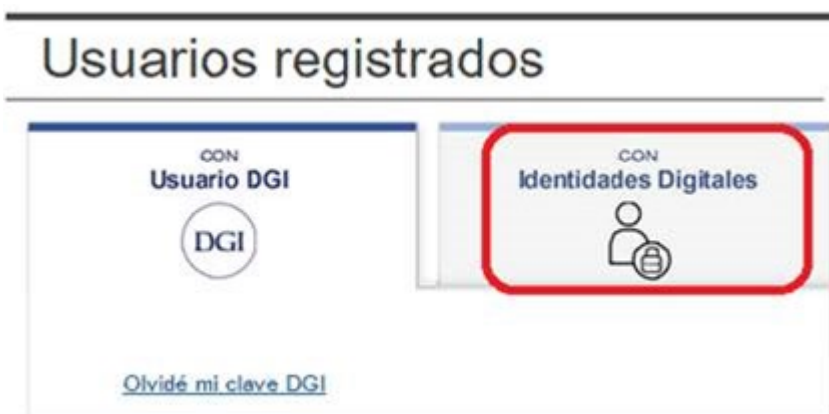 Usuarios registrados
CON
Usuario DGI
DGI
CON
Identidades Digitales
Olvidé mi clave DGI